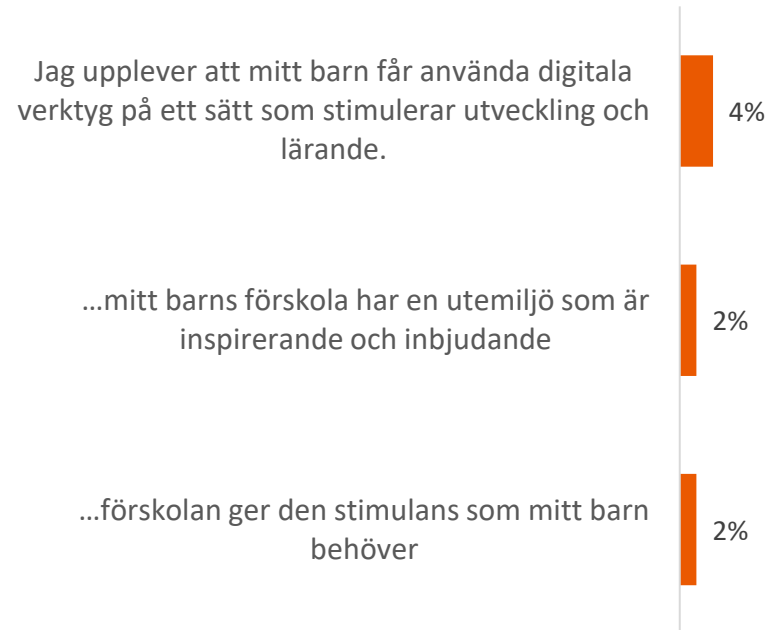 Jag upplever att mitt barn får använda digitala
verktyg på ett sätt som stimulerar utveckling och
lärande.
4%
...mitt barns förskola har en utemiljö som är
inspirerande och inbjudande
2%
...förskolan ger den stimulans som mitt barn
behöver
2%